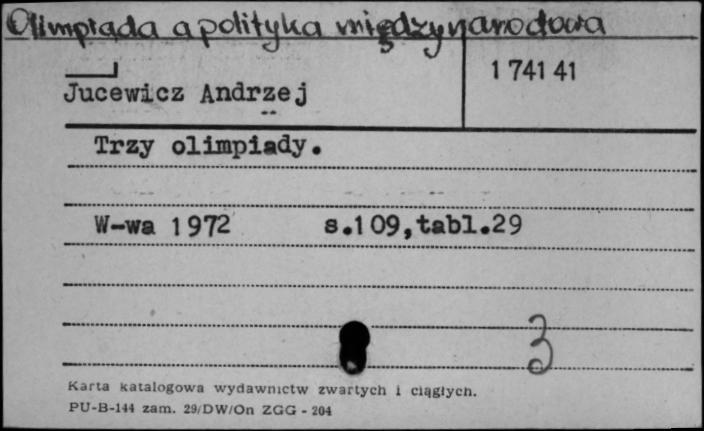 Olimpiada a polityka międzynarodowa
1 741 41
Jucewicz Andrzej
Trzy olimpiady.
W-wa 1972 s.109,tabl.29
3
Karta katalogowa wydawnictw zwartych i ciągłych.
PU-B-144 zam. 29/DW/On ZGG - 204